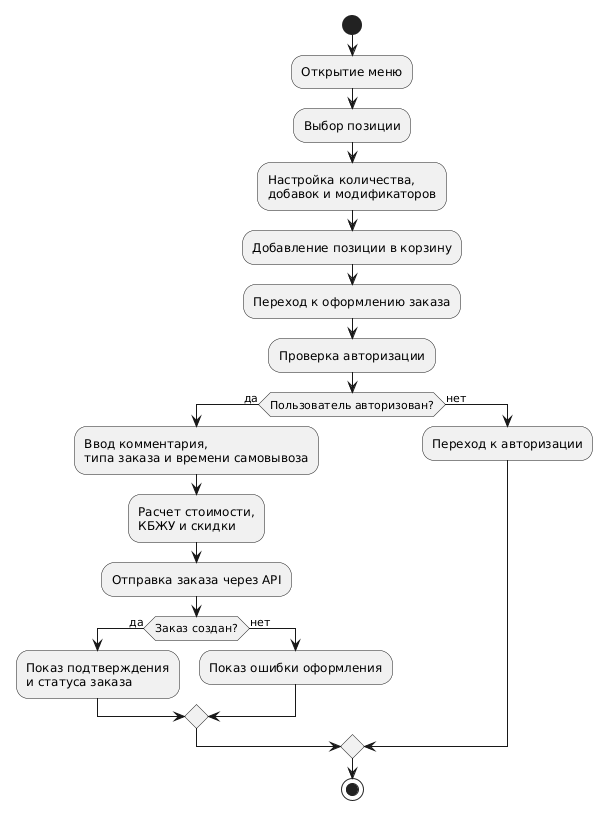 Открытие меню
Выбор позиции
Настройка количества,
добавок и модификаторов
Добавление позиции в корзину
Переход к оформлению заказа
Проверка авторизации
да
Пользователь авторизован?
нет
Ввод комментария,
типа заказа и времени самовывоза
Переход к авторизации
Расчет стоимости,
КБЖУ и скидки
Отправка заказа через API
да
Заказ создан?
нет
Показ подтверждения
и статуса заказа
Показ ошибки оформления